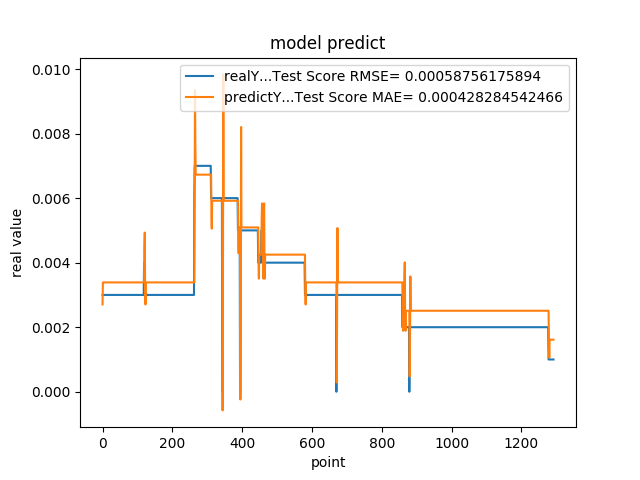 model predict
realY...Test Score RMSE= 0.00058756175894
predictY...Test Score MAE= 0.000428284542466
0.010
0.008
0.006
0.004
0.002
0.000
real value
0 200 400 600 800 1000 1200
point